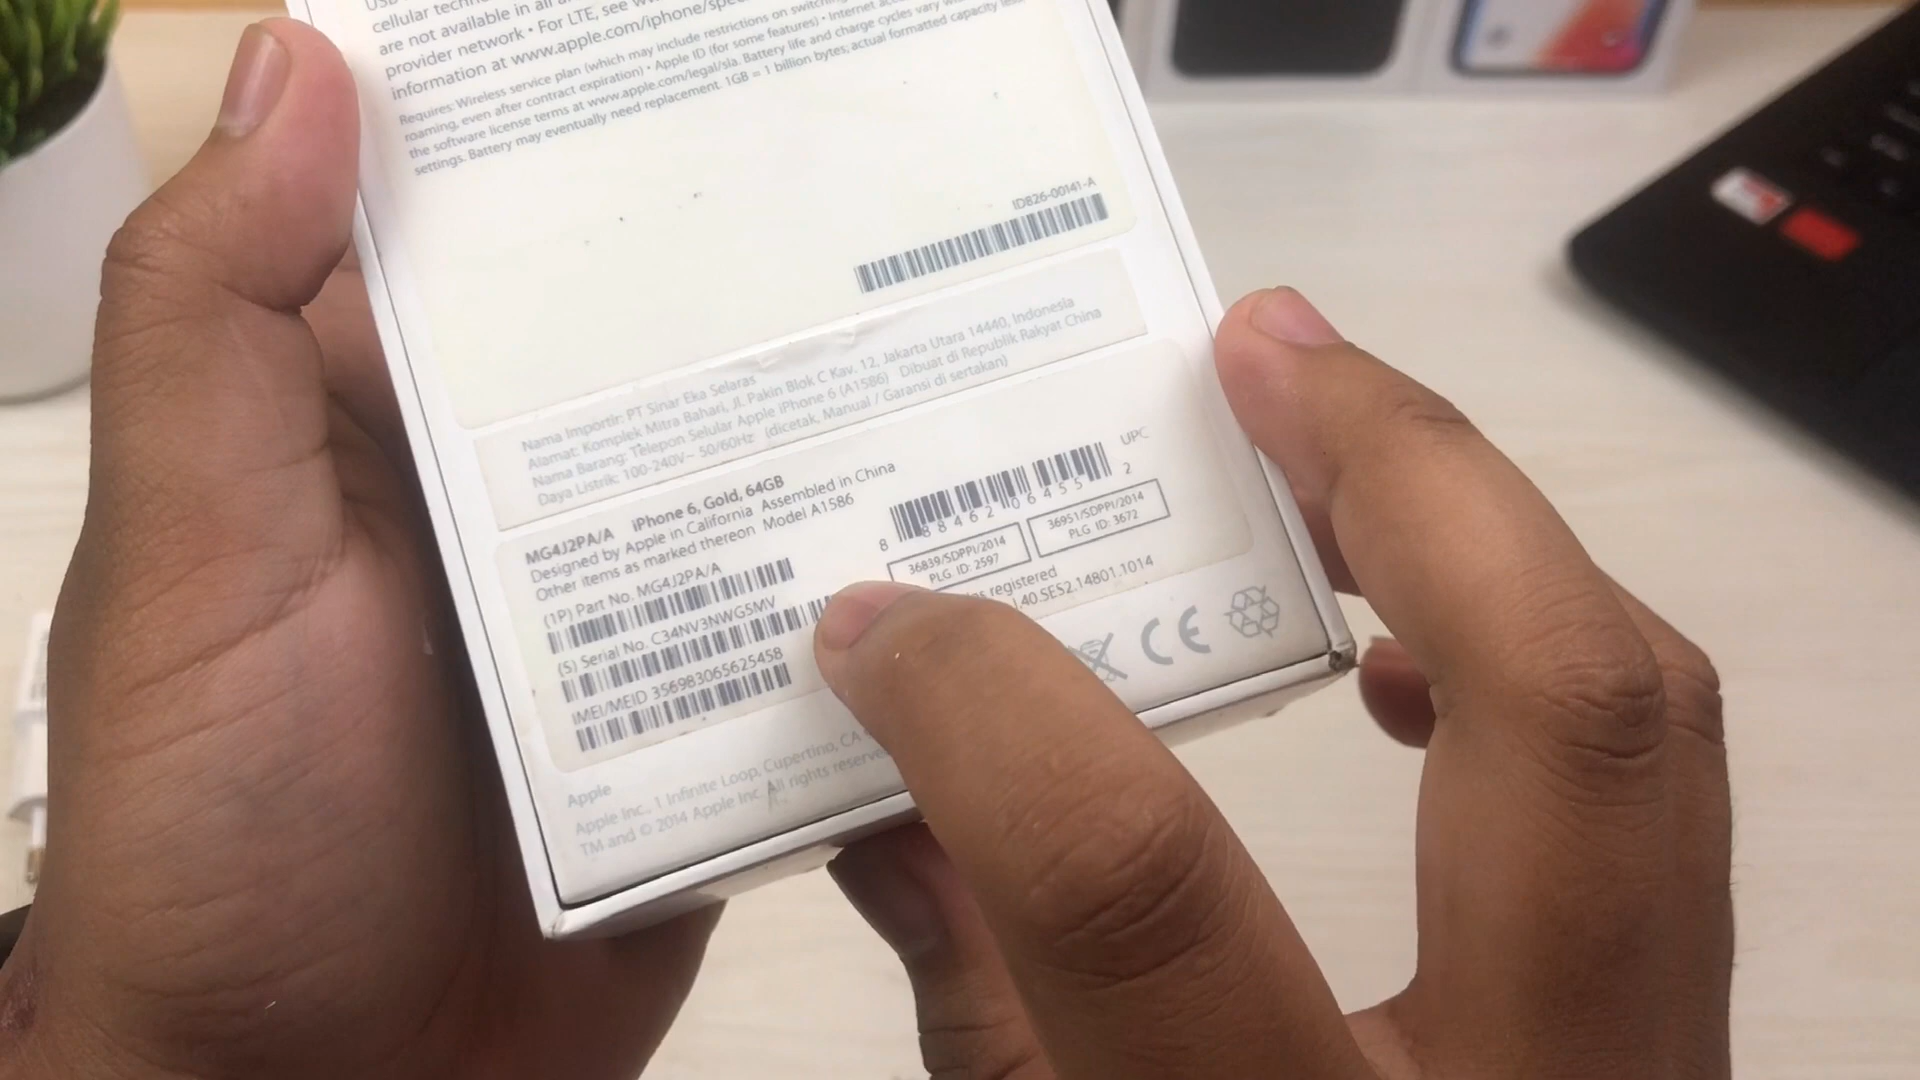 cellular
are not available in all
provider network • For LTE, see
information at www.apple.com/iphone/
Requires: Wireless service plan (which may include restrictions on switching
roaming, even after contract expiration) • Apple ID (for some features) • Internet
the software license terms at www.apple.com/legal/sla. Battery life and charge cycles vary
settings. Battery may eventually need replacement. 1GB = 1 billion bytes; actual formatted capacity less
ID826-00141-A
Nama Importir: PT Sinar Eka Selaras
Alamat: Komplek Mitra Bahari, Jl. Pakin Blok C Kav. 12, Jakarta Utara 14440, Indonesia
Nama Barang: Telepon Selular Apple iPhone 6 (A1586) Dibuat di Republik Rakyat China
Daya Listrik: 100-240V~ 50/60Hz (dicetak, Manual / Garansi di sertakan)
MG4J2PA/A iPhone 6, Gold, 64GB
Designed by Apple in California Assembled in China
Other items as marked thereon Model A1586
(1P) Part No. MG4J2PA/A
(S) Serial No. C34NV3NWG5MV
IMEI/MEID 356983065625458
UPC
8 88462 06455 2
36839/SDPPI/2014
PLG ID: 2597
36951/SDPPI/2014
PLG ID: 3672
registered
.40.SES2.14801.1014
CE
Apple
Apple Inc., 1 Infinite Loop, Cupertino, CA
TM and © 2014 Apple Inc. All rights